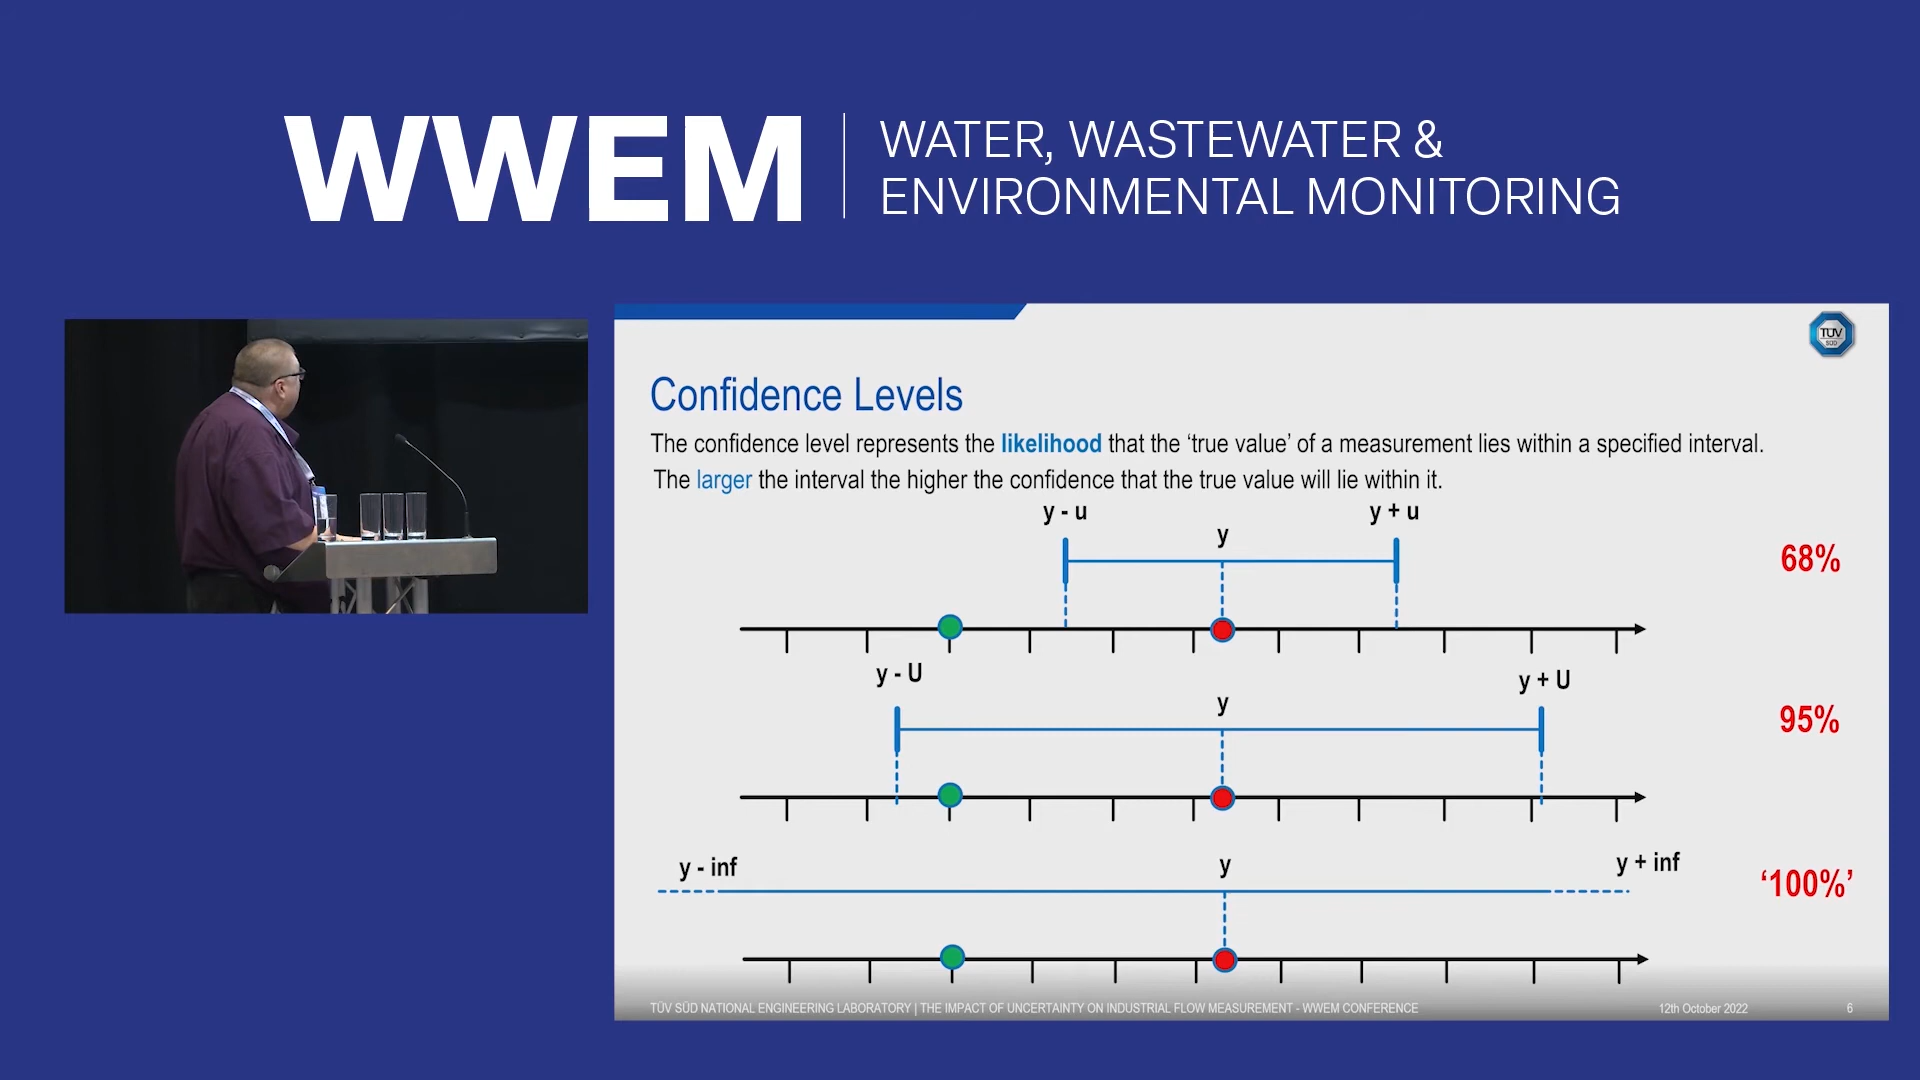 WWEM
WATER, WASTEWATER &
ENVIRONMENTAL MONITORING
TÜV
SÜD
Confidence Levels
The confidence level represents the likelihood that the ‘true value’ of a measurement lies within a specified interval.
The larger the interval the higher the confidence that the true value will lie within it.
y - u
y
y + u
68%
y - U
y
y + U
95%
y - inf
y
y + inf
‘100%’
TÜV SÜD NATIONAL ENGINEERING LABORATORY | THE IMPACT OF UNCERTAINTY ON INDUSTRIAL FLOW MEASUREMENT - WWEM CONFERENCE
12th October 2022
6